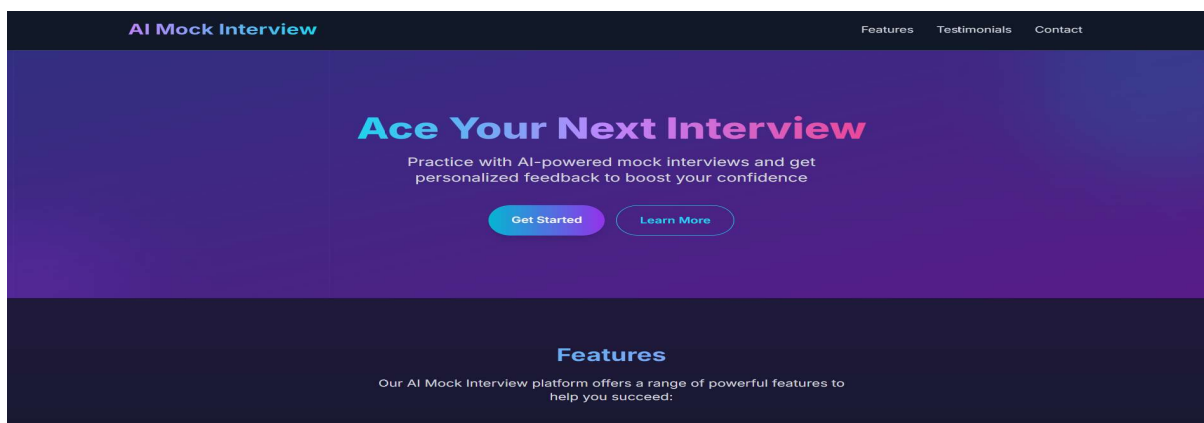 AI Mock Interview
Features
Testimonials
Contact
Ace Your Next Interview
Practice with AI-powered mock interviews and get
personalized feedback to boost your confidence
Get Started
Learn More
Features
Our AI Mock Interview platform offers a range of powerful features to
help you succeed: